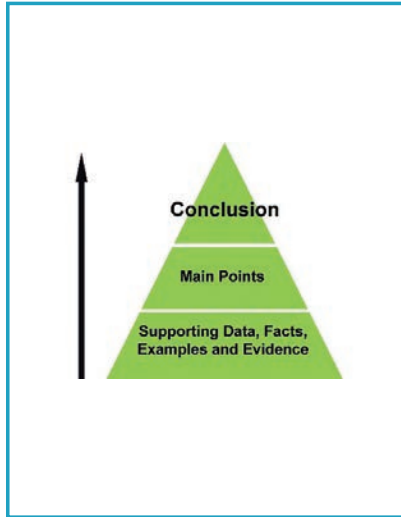 Conclusion
Main Points
Supporting Data, Facts,
Examples and Evidence